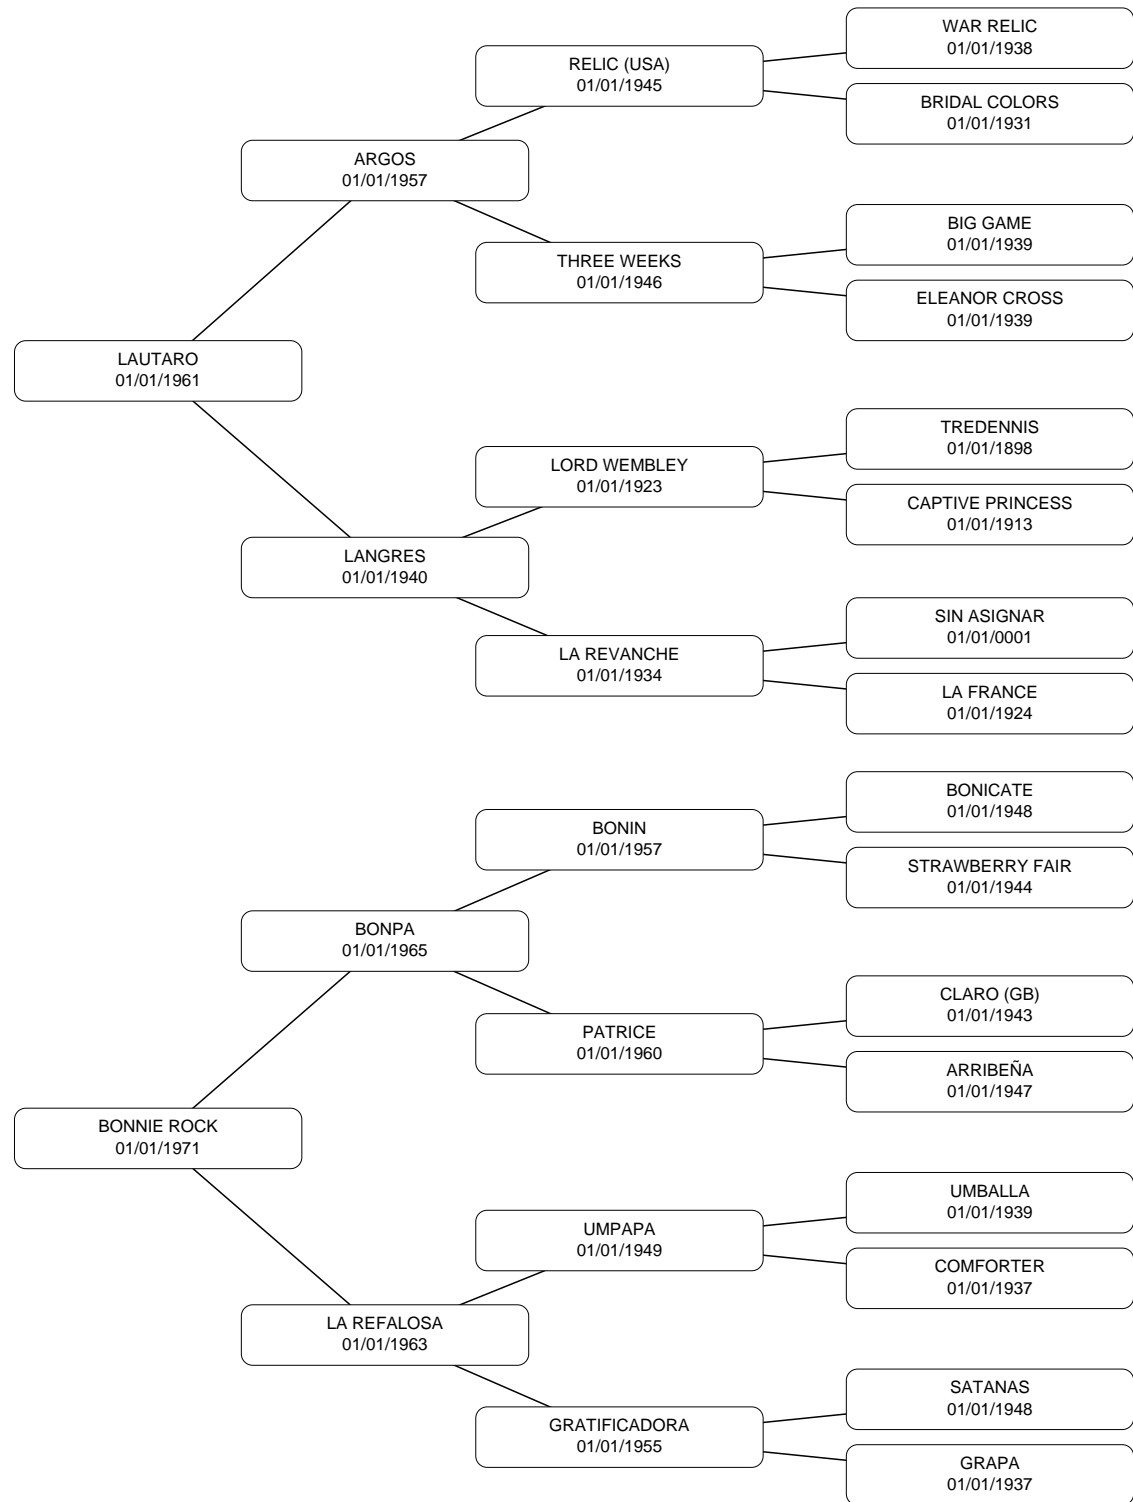 WAR RELIC
01/01/1938
RELIC (USA)
01/01/1945
BRIDAL COLORS
01/01/1931
ARGOS
01/01/1957
BIG GAME
01/01/1939
THREE WEEKS
01/01/1946
ELEANOR CROSS
01/01/1939
LAUTARO
01/01/1961
TREDENNIS
01/01/1898
LORD WEMBLEY
01/01/1923
CAPTIVE PRINCESS
01/01/1913
LANGRES
01/01/1940
SIN ASIGNAR
01/01/0001
LA REVANCHE
01/01/1934
LA FRANCE
01/01/1924
BONICATE
01/01/1948
BONIN
01/01/1957
STRAWBERRY FAIR
01/01/1944
BONPA
01/01/1965
CLARO (GB)
01/01/1943
PATRICE
01/01/1960
ARRIBEÑA
01/01/1947
BONNIE ROCK
01/01/1971
UMBALLA
01/01/1939
UMPAPA
01/01/1949
COMFORTER
01/01/1937
LA REFALOSA
01/01/1963
SATANAS
01/01/1948
GRATIFICADORA
01/01/1955
GRAPA
01/01/1937